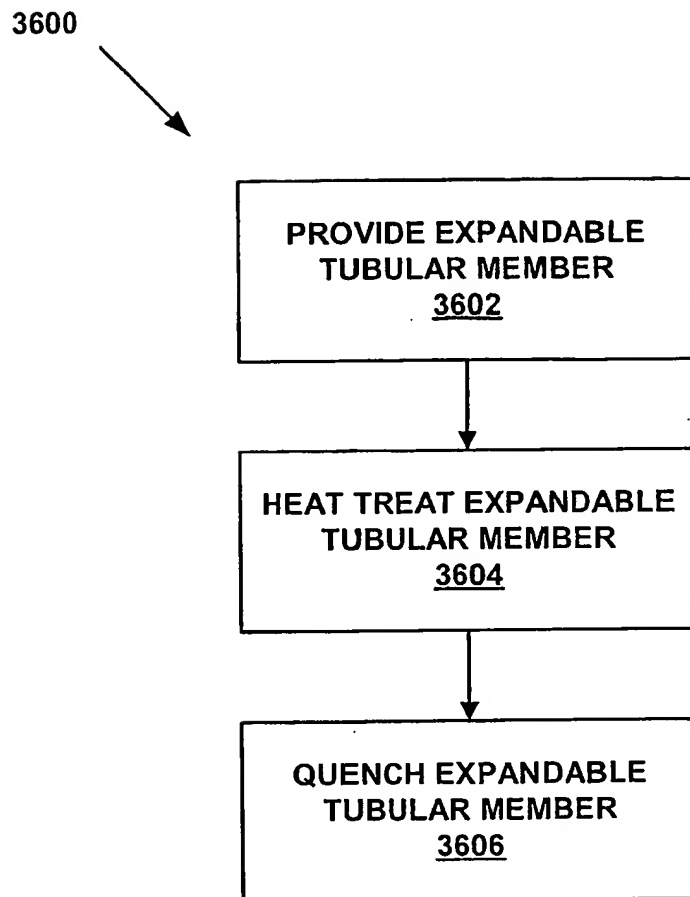 3600
PROVIDE EXPANDABLE
TUBULAR MEMBER
3602
HEAT TREAT EXPANDABLE
TUBULAR MEMBER
3604
QUENCH EXPANDABLE
TUBULAR MEMBER
3606